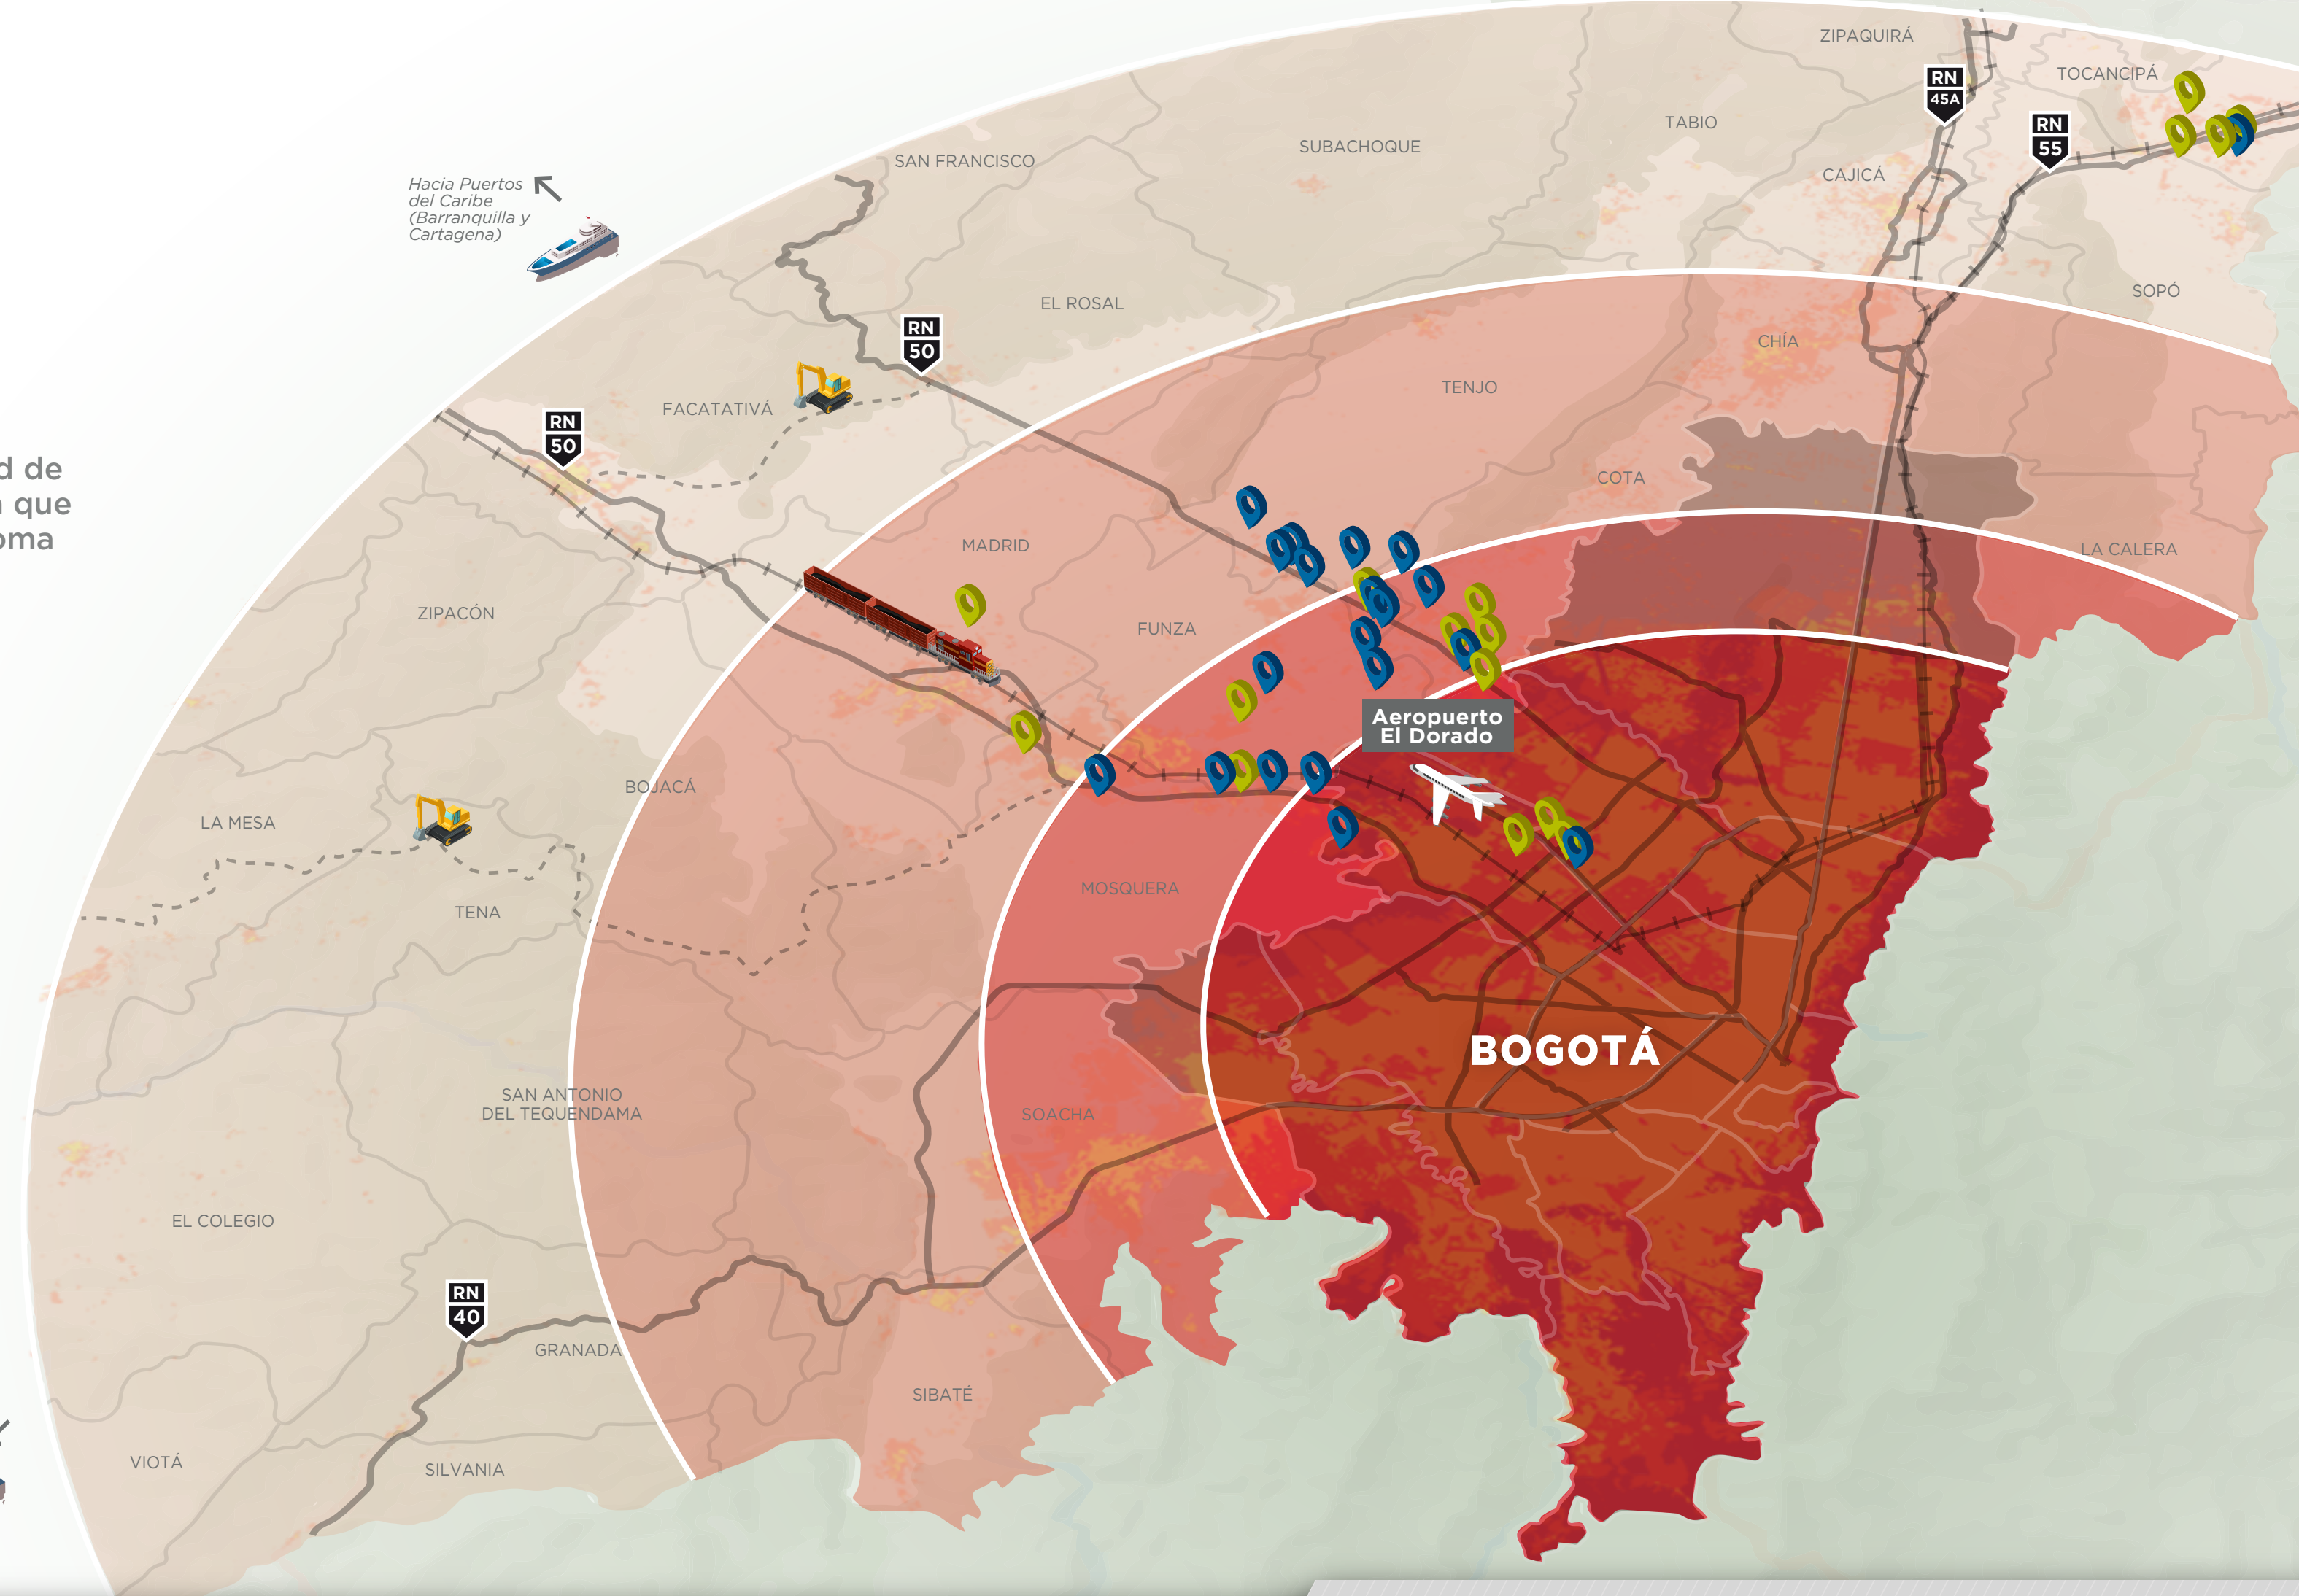 ZIPAQUIRÁ
TOCANCIPÁ
RN
45A
RN
55
TABIO
SUBACHOQUE
SAN FRANCISCO
CAJICÁ
Hacia Puertos
del Caribe
(Barranquilla y
Cartagena)
SOPÓ
EL ROSAL
RN
50
CHÍA
TENJO
FACATATIVÁ
RN
50
d de
que
oma
COTA
MADRID
LA CALERA
ZIPACÓN
FUNZA
Aeropuerto
El Dorado
BOJACÁ
LA MESA
MOSQUERA
TENA
BOGOTÁ
SAN ANTONIO
DEL TEQUENDAMA
SOACHA
EL COLEGIO
RN
40
GRANADA
SIBATÉ
VIOTÁ
SILVANIA